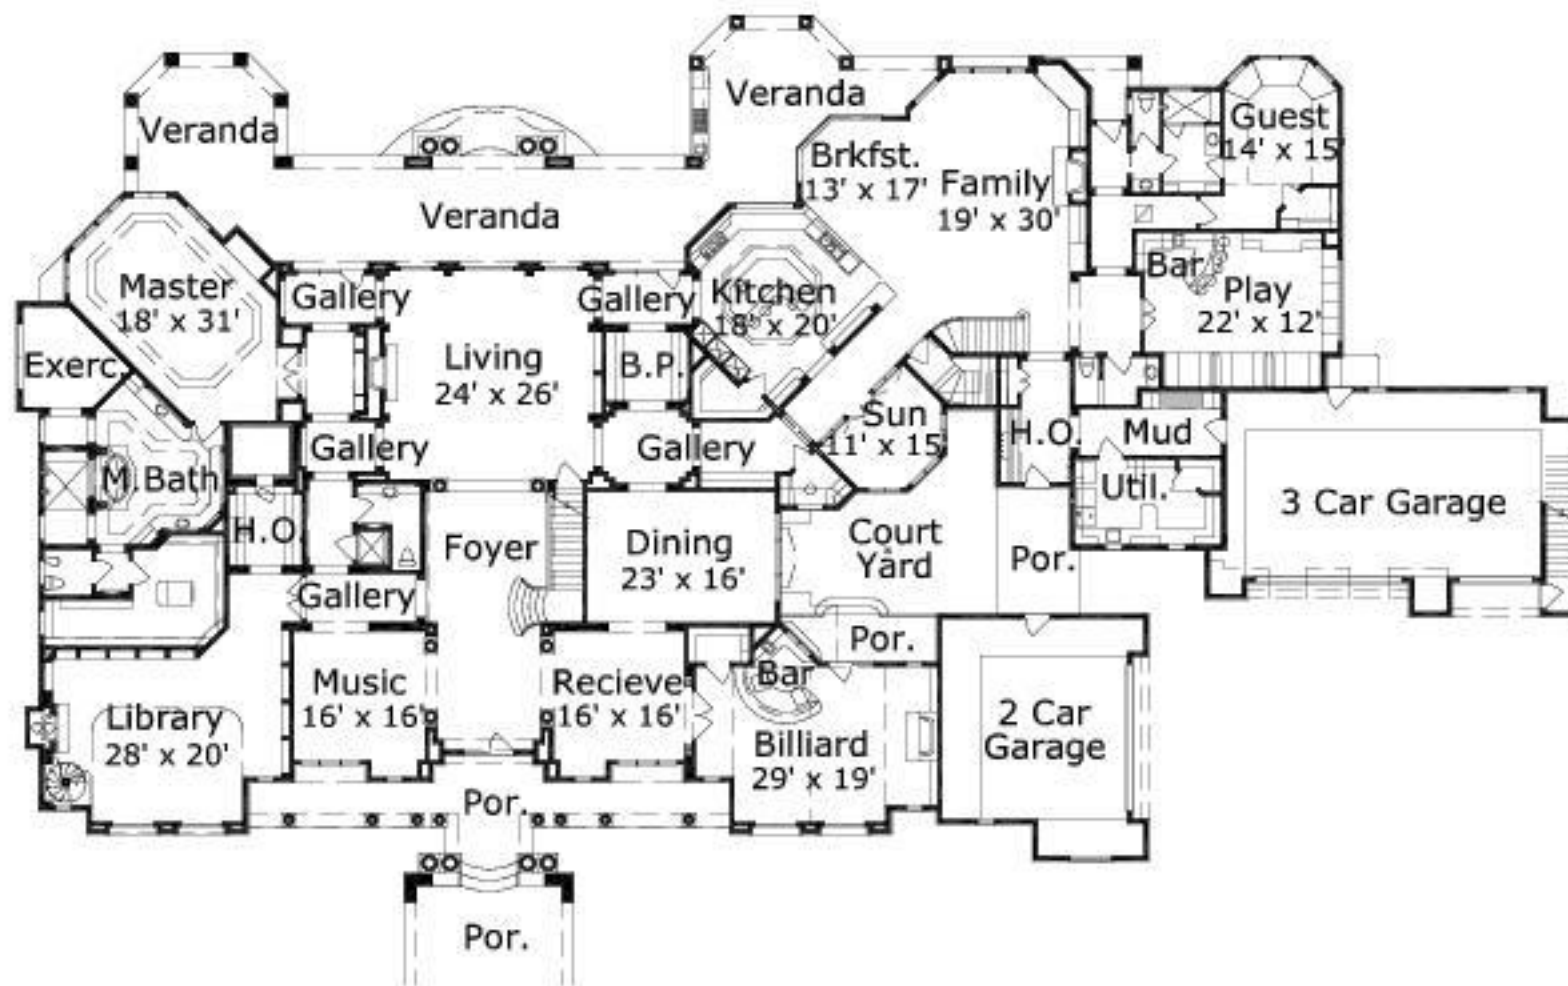 Veranda
Veranda
Veranda
Guest
14' x 15'
Brkfst.
13' x 17'
Family
19' x 30'
Master
18' x 31'
Gallery
Gallery
Kitchen
18' x 20'
Bar
Play
22' x 12'
Exerc.
Living
24' x 26'
B.P.
Sun
11' x 15'
M.Bath
Gallery
Gallery
H.O.
Mud
Util.
3 Car Garage
H.O
Foyer
Dining
23' x 16'
Court
Yard
Por.
Gallery
Por.
Music
16' x 16'
Recieve
16' x 16'
Bar
Library
28' x 20'
Billiard
29' x 19'
2 Car
Garage
Por.
Por.